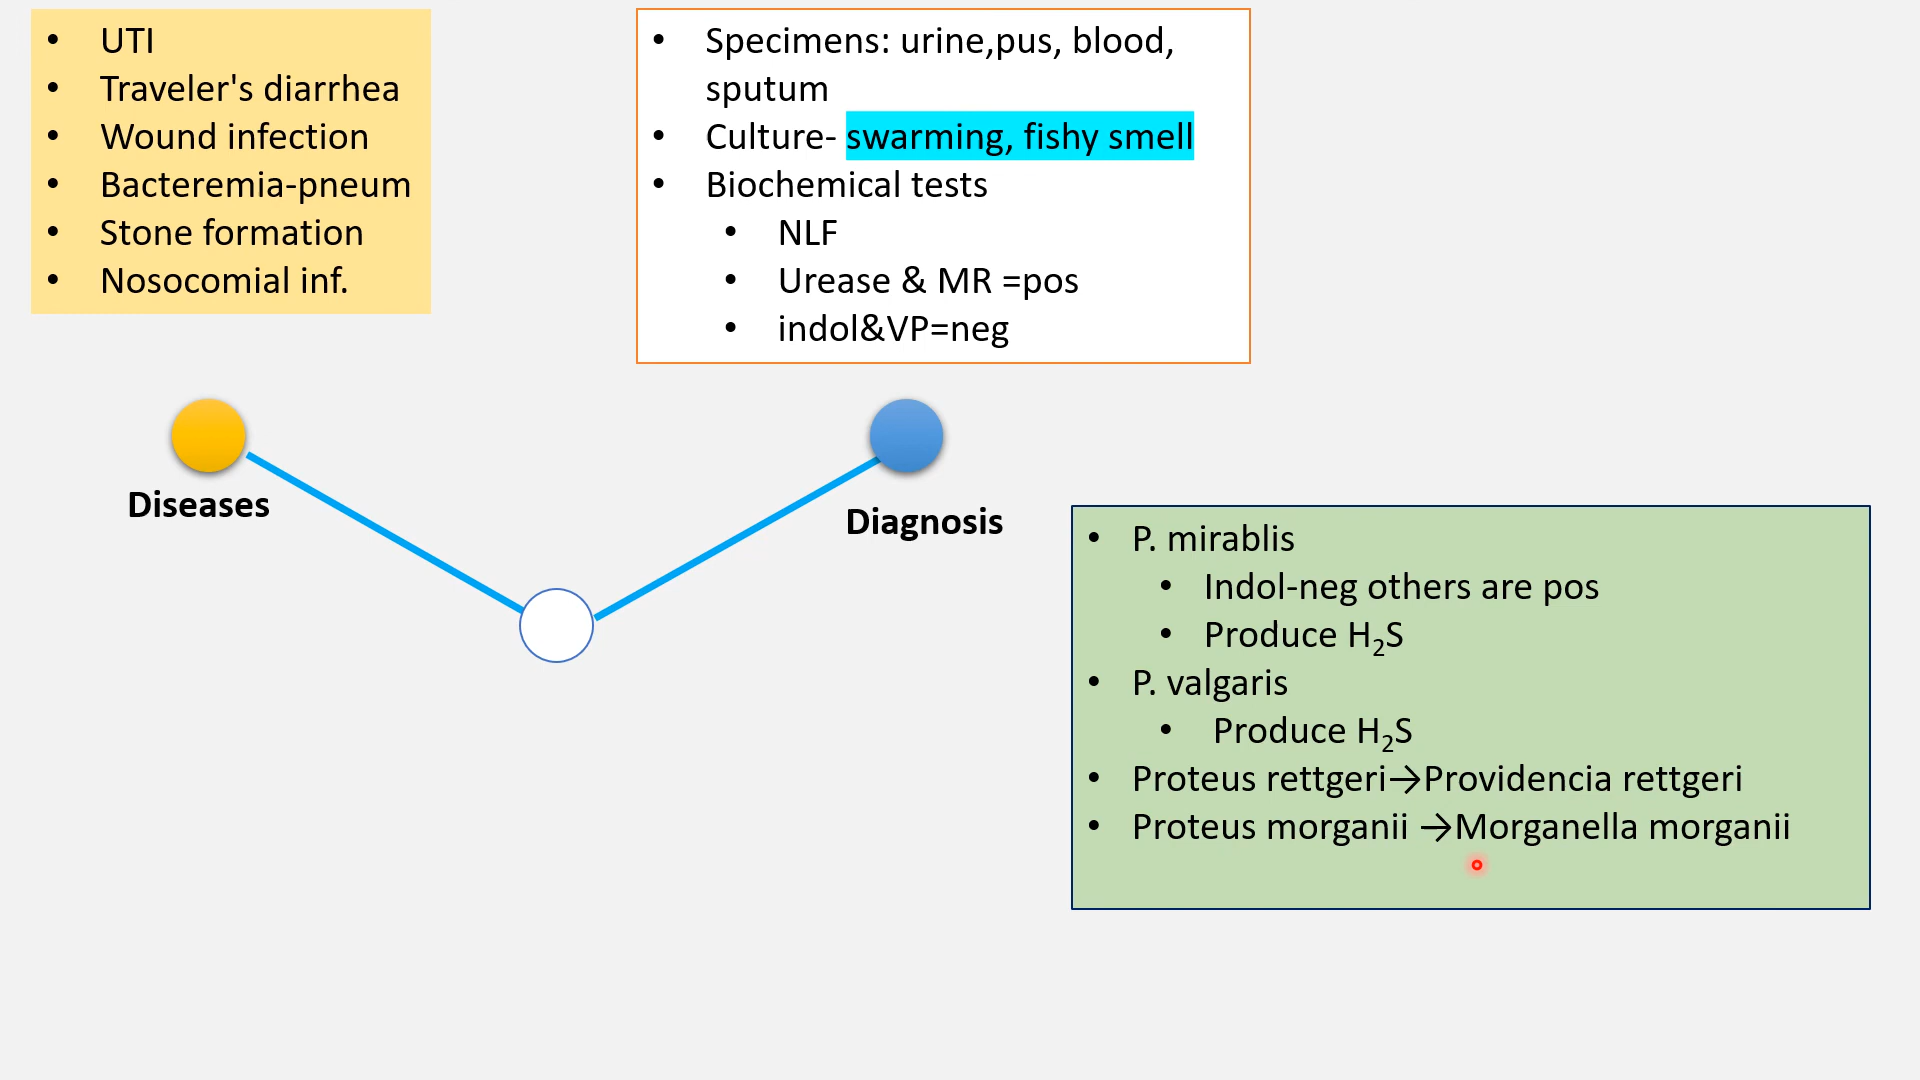 • UTI
• Traveler's diarrhea
• Wound infection
• Bacteremia-pneum
• Stone formation
• Nosocomial inf.
Diseases
• Specimens: urine,pus, blood,
sputum
• Culture- swarming, fishy smell
• Biochemical tests
• NLF
• Urease & MR =pos
• indol&VP=neg
Diagnosis
• P. mirablis
• Indol-neg others are pos
• Produce H₂S
• P. valgaris
• Produce H₂S
• Proteus rettgeri→Providencia rettgeri
• Proteus morganii →Morganella morganii